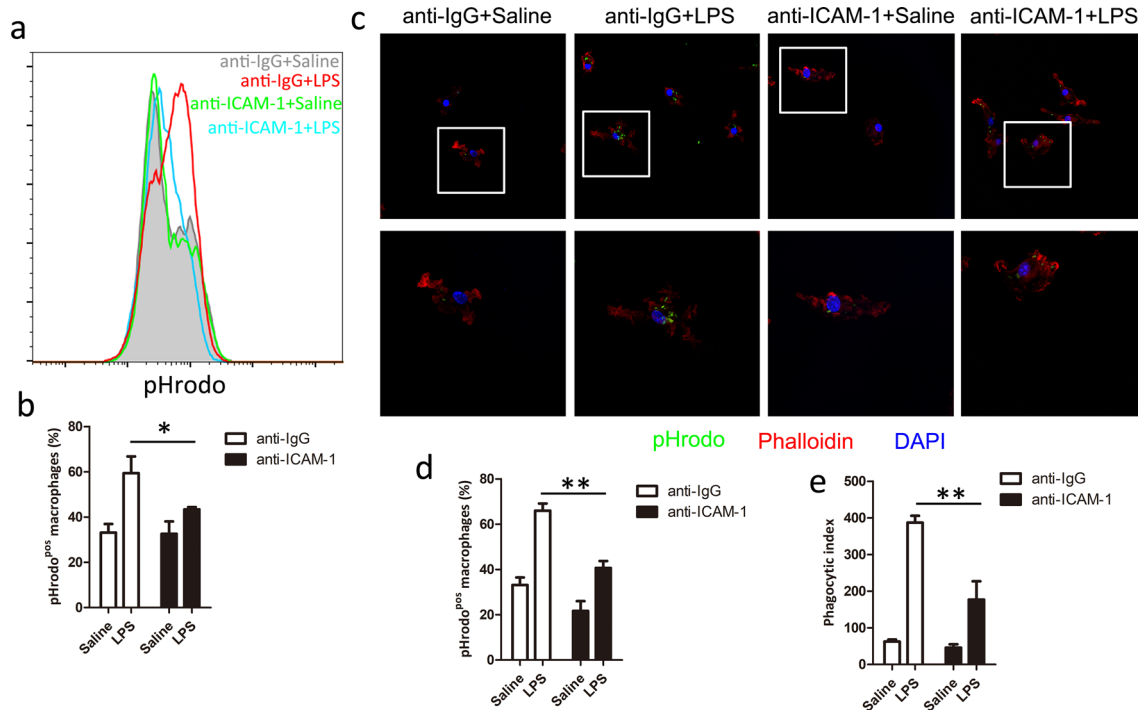 a
anti-IgG+Saline
anti-IgG+LPS
anti-ICAM-1+Saline
anti-ICAM-1+LPS
pHrodo
b
pHrodopos macrophages (%)
80
60
40
20
0
anti-IgG
anti-ICAM-1
*
Saline
LPS
Saline
LPS
c
anti-IgG+Saline
anti-IgG+LPS
anti-ICAM-1+Saline
anti-ICAM-1+LPS
pHrodo Phalloidin DAPI
d
pHrodopos macrophages (%)
80
60
40
20
0
anti-IgG
anti-ICAM-1
**
Saline
LPS
Saline
LPS
e
Phagocytic index
500
400
300
200
100
0
anti-IgG
anti-ICAM-1
**
Saline
LPS
Saline
LPS